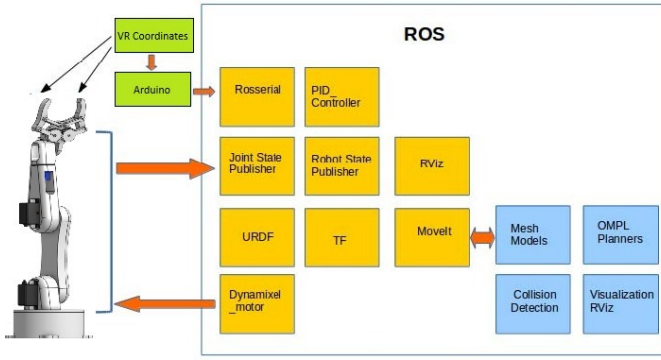 VR Coordinates
ROS
Arduino
Rosserial
PID_
Controller
Joint State
Publisher
Robot State
Publisher
RViz
URDF
TF
MoveIt
Mesh
Models
OMPL
Planners
Dynamixel
_motor
Collision
Detection
Visualization
RViz